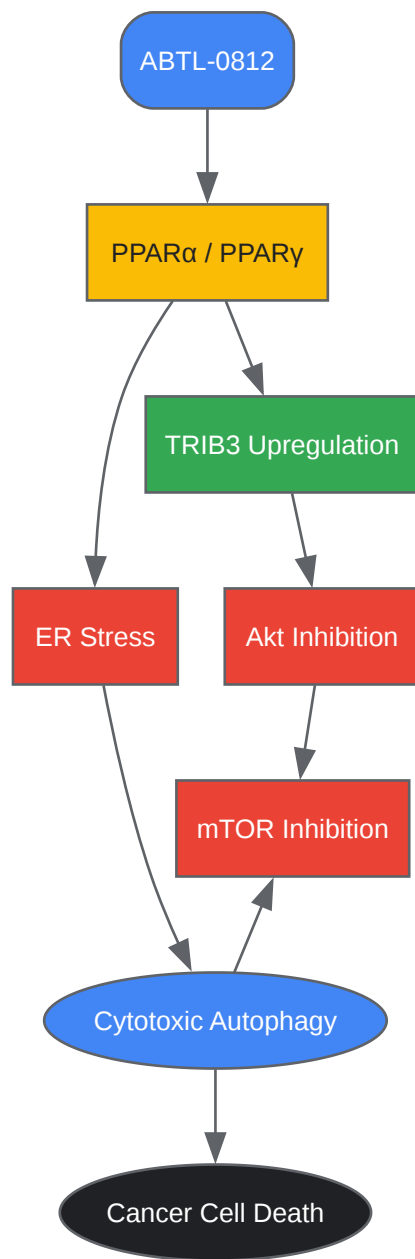 ABTL-0812
PPARα / PPARγ
TRIB3 Upregulation
ER Stress
Akt Inhibition
mTOR Inhibition
Cytotoxic Autophagy
Cancer Cell Death